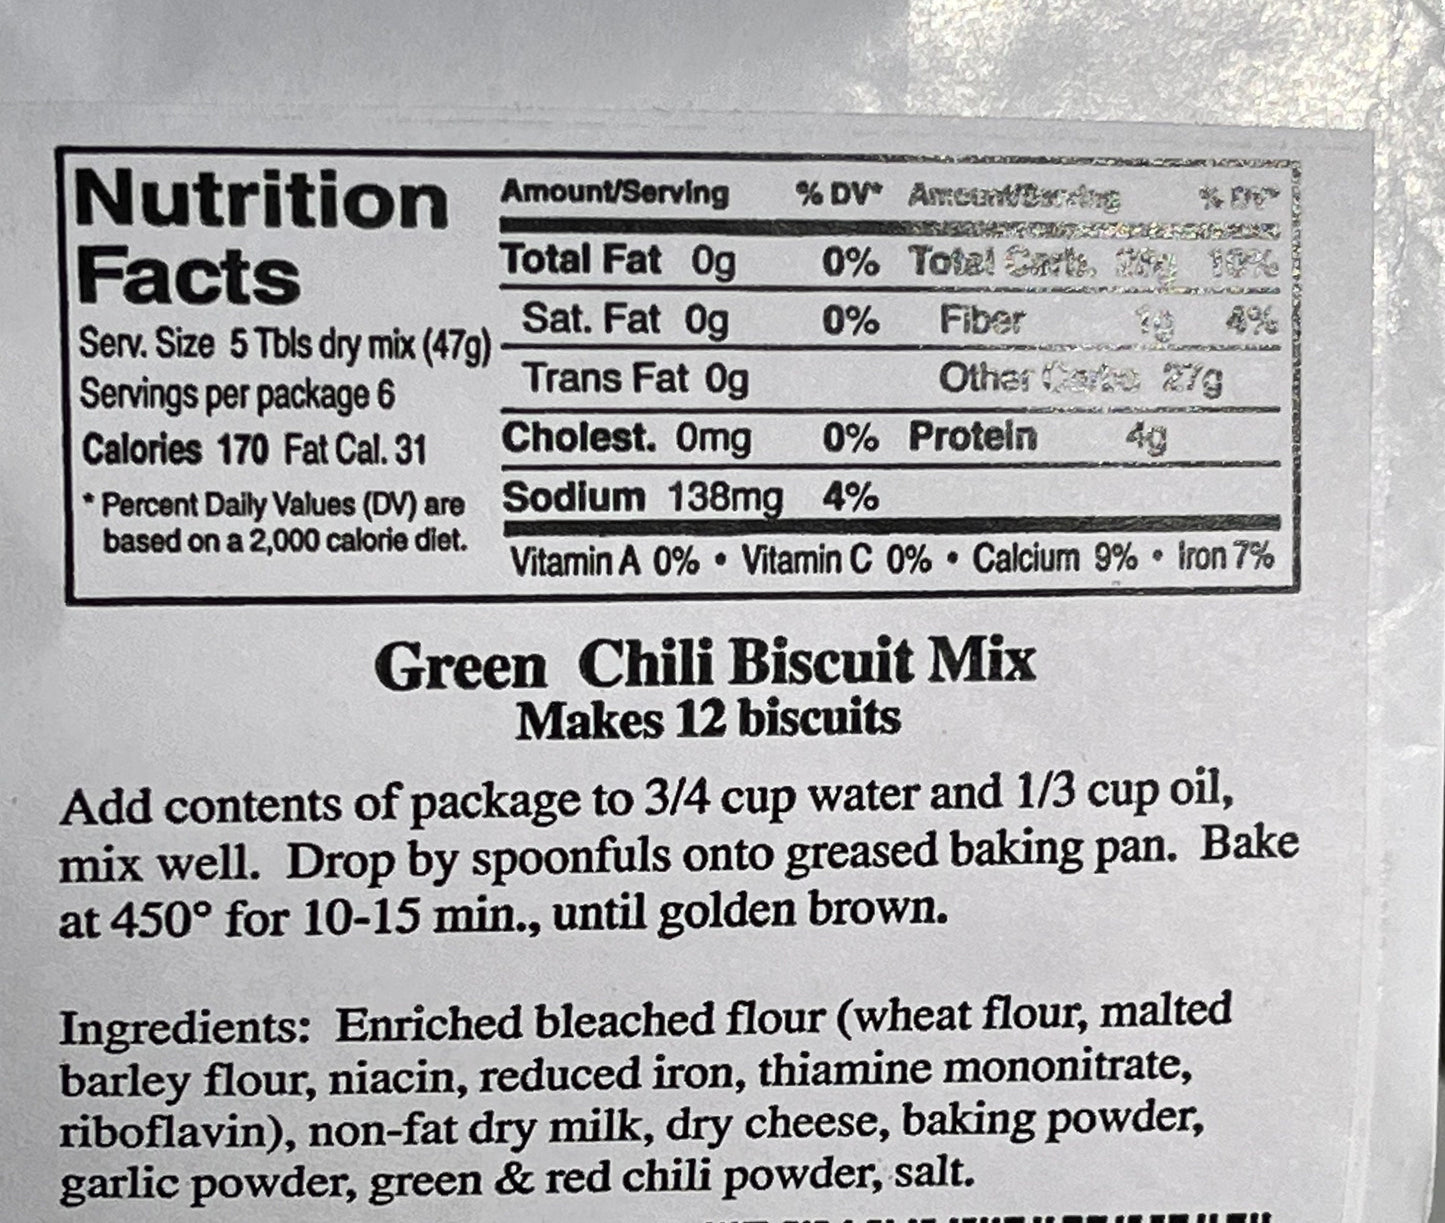 Nutrition
Facts
Serv. Size 5 Tbls dry mix (47g)
Servings per package 6
Calories 170 Fat Cal. 31
* Percent Daily Values (DV) are
based on a 2,000 calorie diet.
Amount/Serving % DV* Amount/Serving % DV*
Total Fat 0g 0% Total Carb. 10%
Sat. Fat 0g 0% Fiber 1g 4%
Trans Fat 0g Other Carbs 27g
Cholest. 0mg 0% Protein 4g
Sodium 138mg 4%
Vitamin A 0% • Vitamin C 0% • Calcium 9% • Iron 7%
Green Chili Biscuit Mix
Makes 12 biscuits
Add contents of package to 3/4 cup water and 1/3 cup oil,
mix well. Drop by spoonfuls onto greased baking pan. Bake
at 450° for 10-15 min., until golden brown.
Ingredients: Enriched bleached flour (wheat flour, malted
barley flour, niacin, reduced iron, thiamine mononitrate,
riboflavin), non-fat dry milk, dry cheese, baking powder,
garlic powder, green & red chili powder, salt.